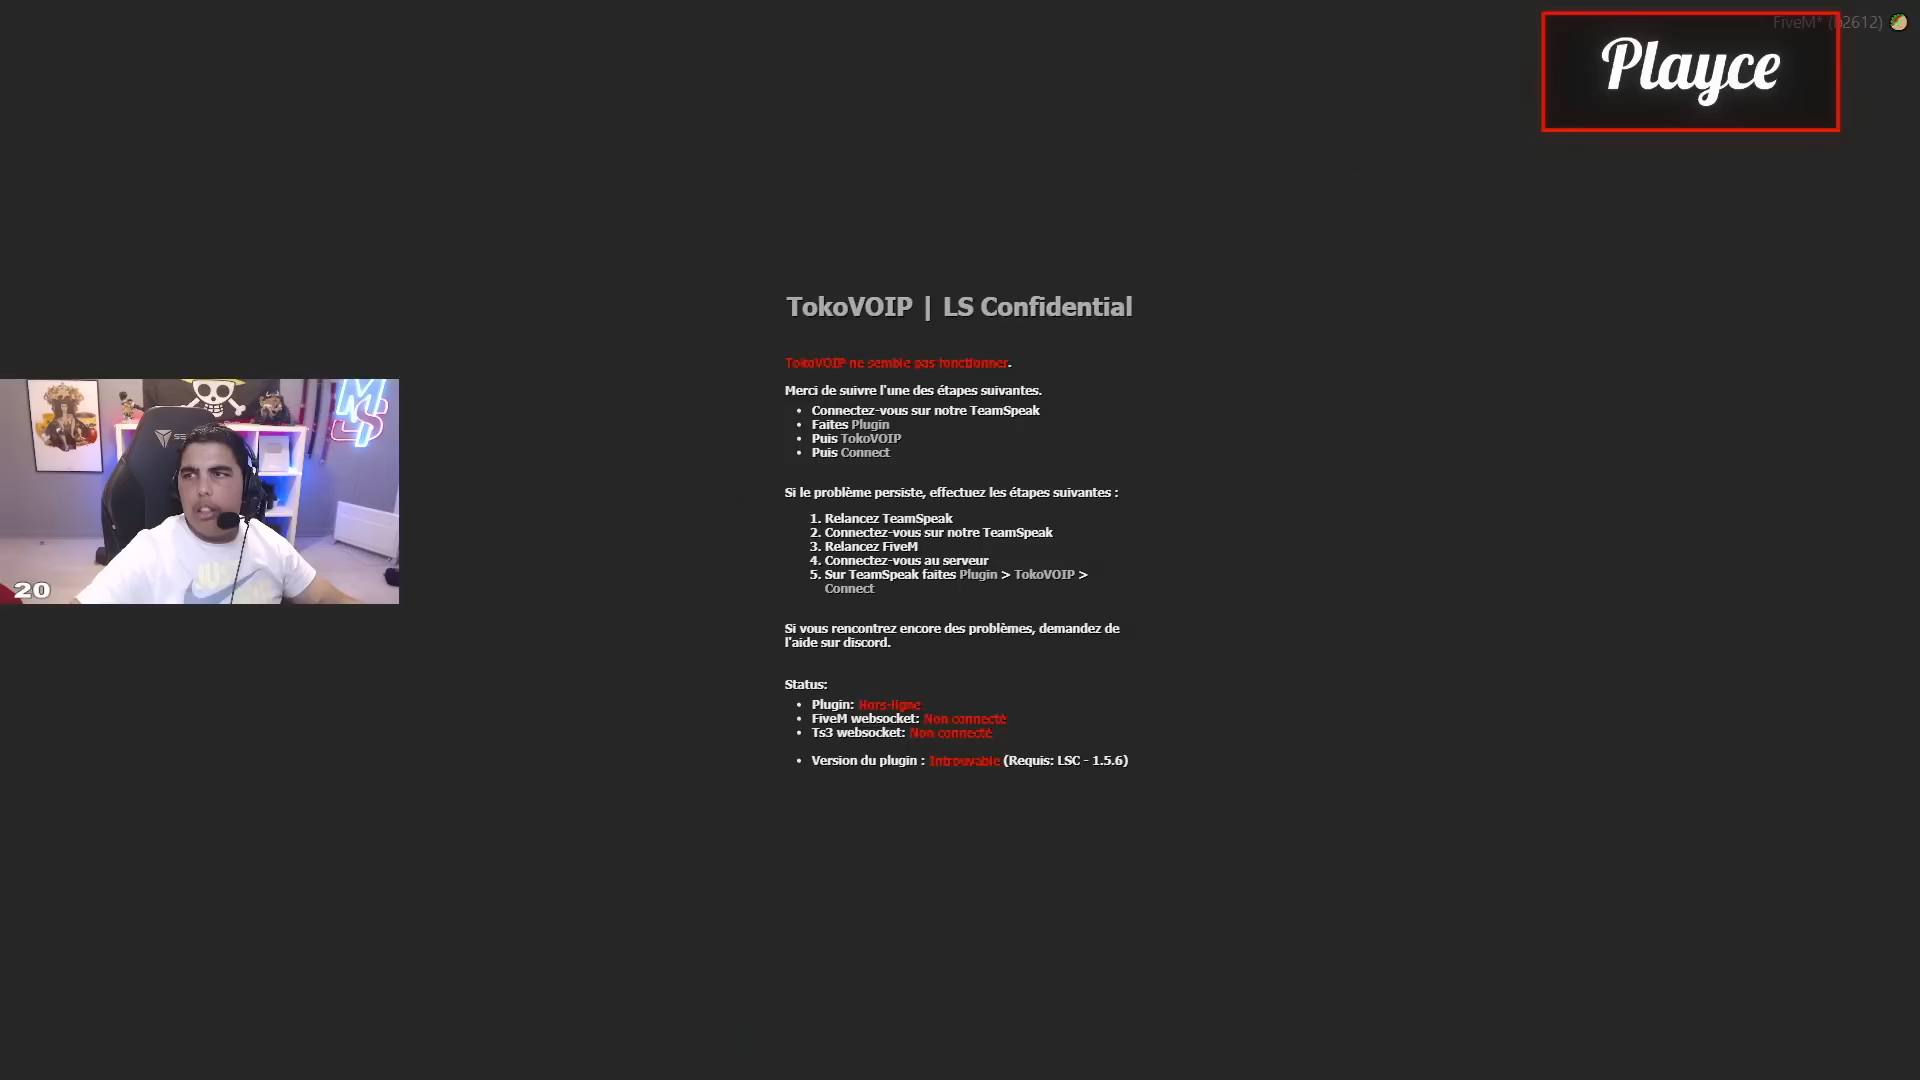 FiveM* (b2612)
Playce
TokoVOIP | LS Confidential
TokoVOIP ne semble pas fonctionner.
Merci de suivre l'une des étapes suivantes.
• Connectez-vous sur notre TeamSpeak
• Faites Plugin
• Puis TokoVOIP
• Puis Connect
Si le problème persiste, effectuez les étapes suivantes :
1. Relancez TeamSpeak
2. Connectez-vous sur notre TeamSpeak
3. Relancez FiveM
4. Connectez-vous au serveur
5. Sur TeamSpeak faites Plugin > TokoVOIP >
Connect
Si vous rencontrez encore des problèmes, demandez de
l'aide sur discord.
Status:
• Plugin: Hors-ligne
• FiveM websocket: Non connecté
• Ts3 websocket: Non connecté
• Version du plugin : Introuvable (Requis: LSC - 1.5.6)
MS
20